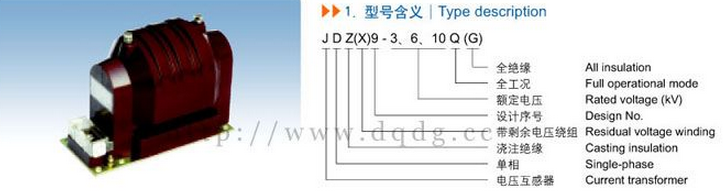 ▶▶ 1. 型号含义 | Type description
J D Z(X)9-3、6、10 Q (G)
全绝缘 All insulation
全工况 Full operational mode
额定电压 Rated voltage (kV)
设计序号 Design No.
带剩余电压绕组 Residual voltage winding
浇注绝缘 Casting insulation
单相 Single-phase
电压互感器 Current transformer
http://www.dqdg.cc